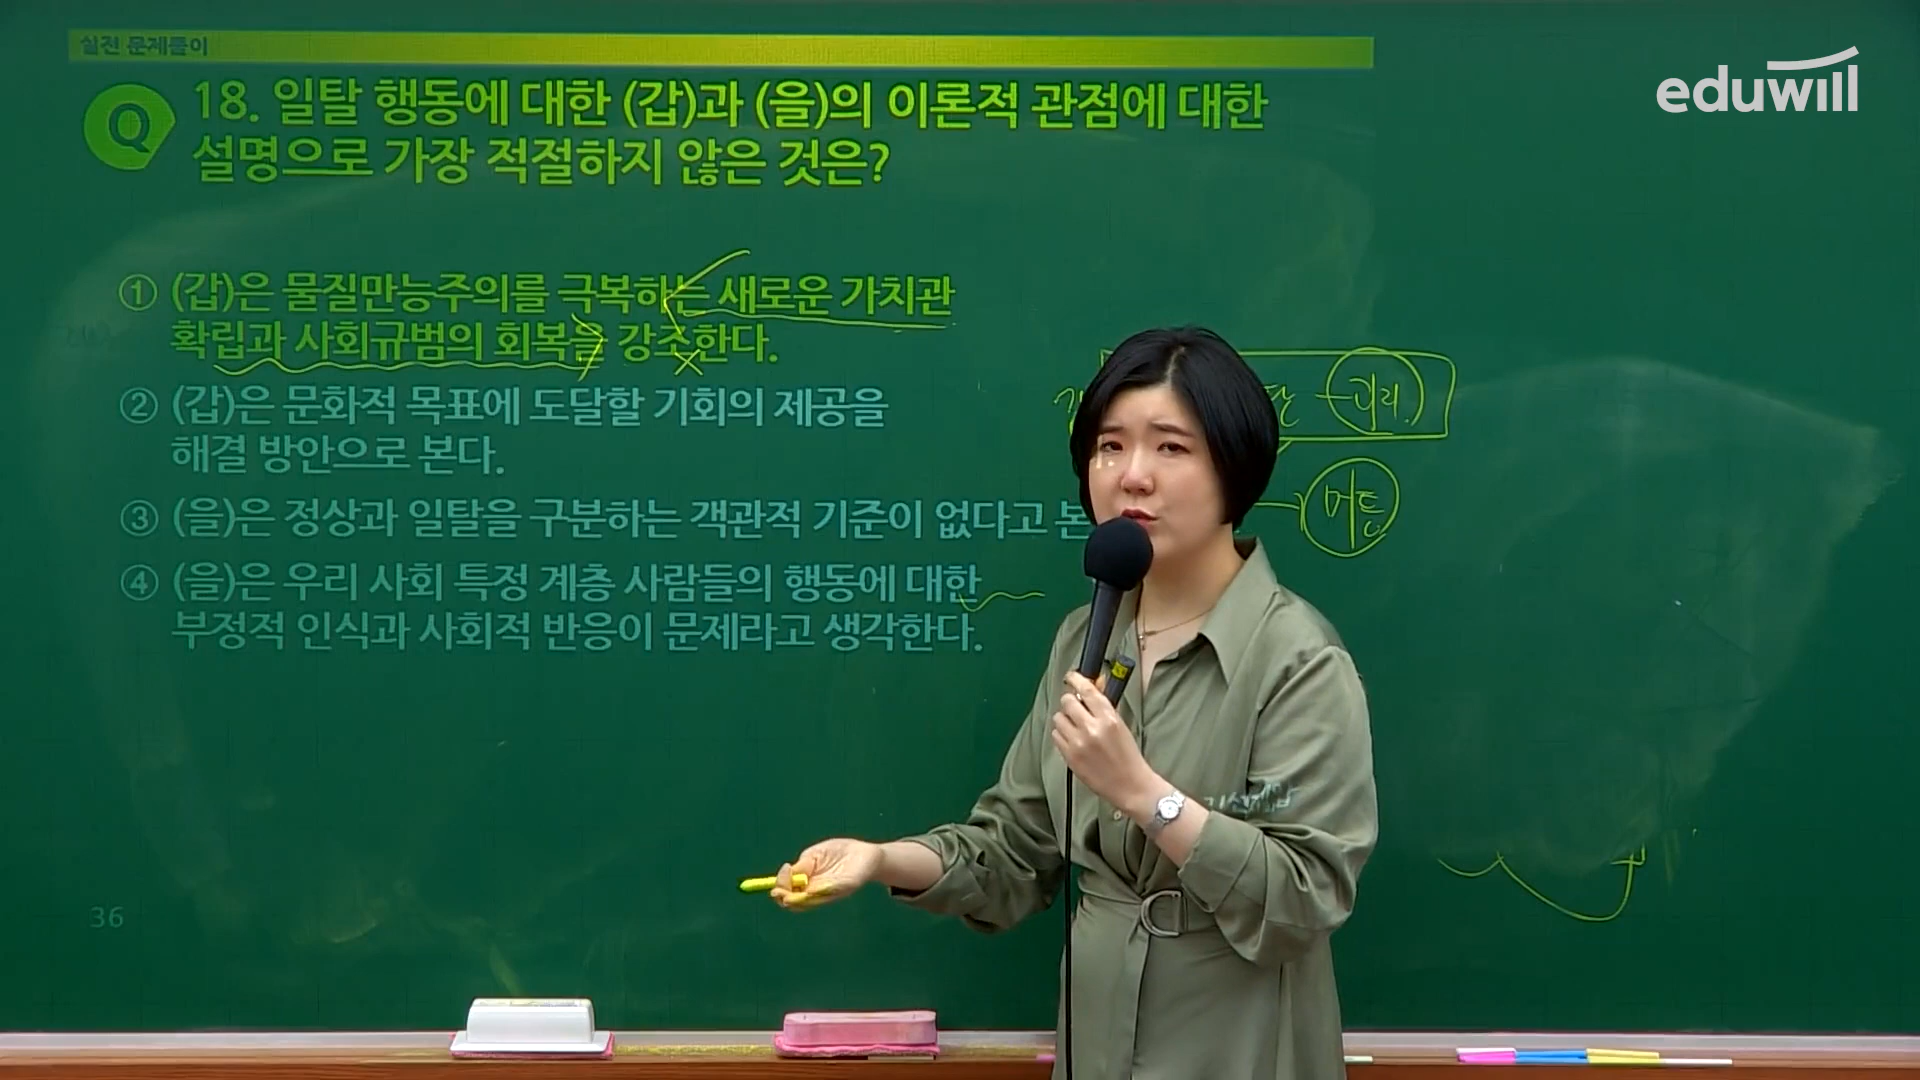 실전 문제풀이
eduwill
Q 18. 일탈 행동에 대한 (갑)과 (을)의 이론적 관점에 대한
설명으로 가장 적절하지 않은 것은?
① (갑)은 물질만능주의를 극복하는 새로운 가치관
확립과 사회규범의 회복을 강조한다.
② (갑)은 문화적 목표에 도달할 기회의 제공을
해결 방안으로 본다.
③ (을)은 정상과 일탈을 구분하는 객관적 기준이 없다고 본
④ (을)은 우리 사회 특정 계층 사람들의 행동에 대한
부정적 인식과 사회적 반응이 문제라고 생각한다.
괴리
머튼
36